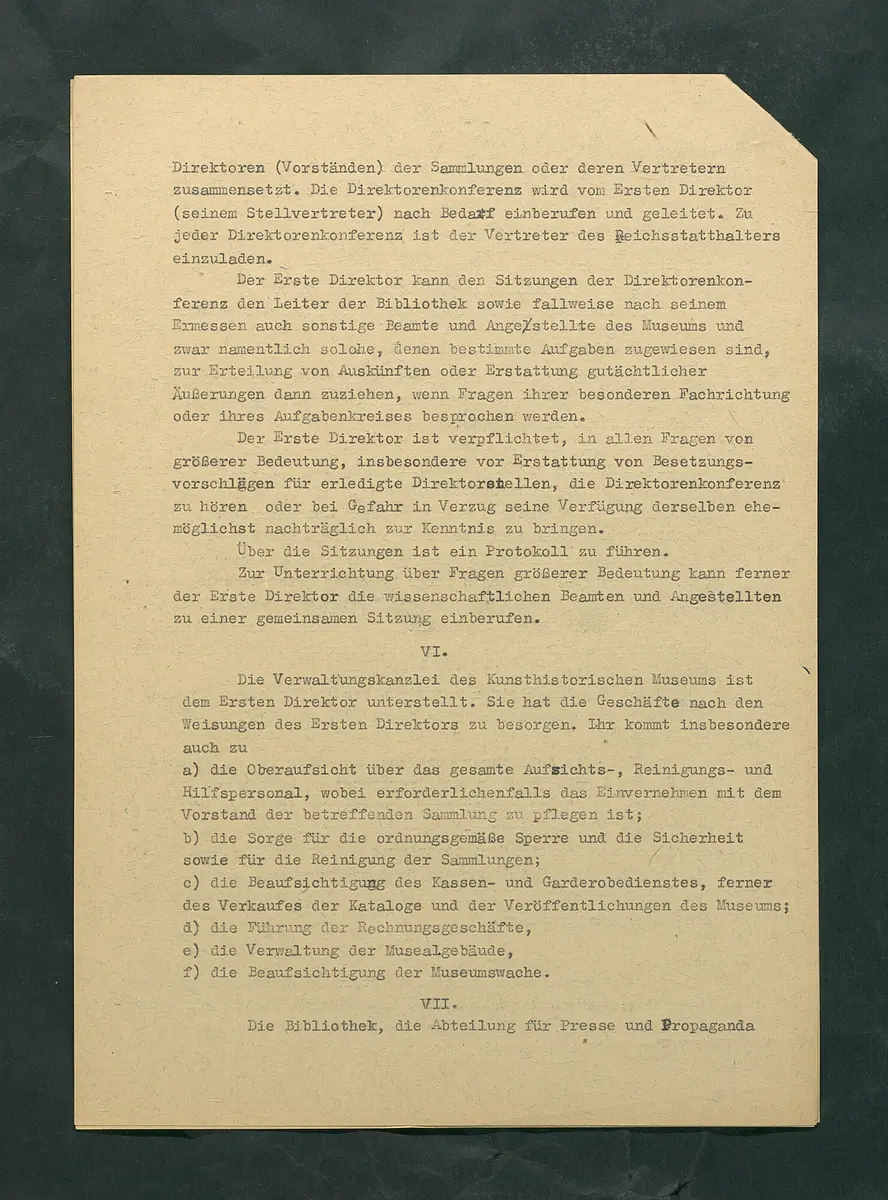 Direktoren (Vorständen) der Sammlungen oder deren Vertretern
zusammensetzt. Die Direktorenkonferenz wird vom Ersten Direktor
(seinem Stellvertreter) nach Bedarf einberufen und geleitet. Zu
jeder Direktorenkonferenz ist der Vertreter des Reichsstatthalters
einzuladen.
Der Erste Direktor kann den Sitzungen der Direktorenkon-
ferenz den Leiter der Bibliothek sowie fallweise nach seinem
Ermessen auch sonstige Beamte und Angestellte des Museums und
zwar namentlich solche, denen bestimmte Aufgaben zugewiesen sind,
zur Erteilung von Auskünften oder Erstattung gutächtlicher
Äußerungen dann zuziehen, wenn Fragen ihrer besonderen Fachrichtung
oder ihres Aufgabenkreises besprochen werden.
Der Erste Direktor ist verpflichtet, in allen Fragen von
größerer Bedeutung, insbesondere vor Erstattung von Besetzungs-
vorschlägen für erledigte Direktorstellen, die Direktorenkonferenz
zu hören oder bei Gefahr in Verzug seine Verfügung derselben ehe-
möglichst nachträglich zur Kenntnis zu bringen.
Über die Sitzungen ist ein Protokoll zu führen.
Zur Unterrichtung über Fragen größerer Bedeutung kann ferner
der Erste Direktor die wissenschaftlichen Beamten und Angestellten
zu einer gemeinsamen Sitzung einberufen.
VI.
Die Verwaltungskanzlei des Kunsthistorischen Museums ist
dem Ersten Direktor unterstellt. Sie hat die Geschäfte nach den
Weisungen des Ersten Direktors zu besorgen. Ihr kommt insbesondere
auch zu
a) die Oberaufsicht über das gesamte Aufsichts-, Reinigungs- und
Hilfspersonal, wobei erforderlichenfalls das Einvernehmen mit dem
Vorstand der betreffenden Sammlung zu pflegen ist;
b) die Sorge für die ordnungsgemäße Sperre und die Sicherheit
sowie für die Reinigung der Sammlungen;
c) die Beaufsichtigung des Kassen- und Garderobedienstes, ferner
des Verkaufes der Kataloge und der Veröffentlichungen des Museums;
d) die Führung der Rechnungsgeschäfte,
e) die Verwaltung der Musealgebäude,
f) die Beaufsichtigung der Museumswache.
VII.
Die Bibliothek, die Abteilung für Presse und Propaganda